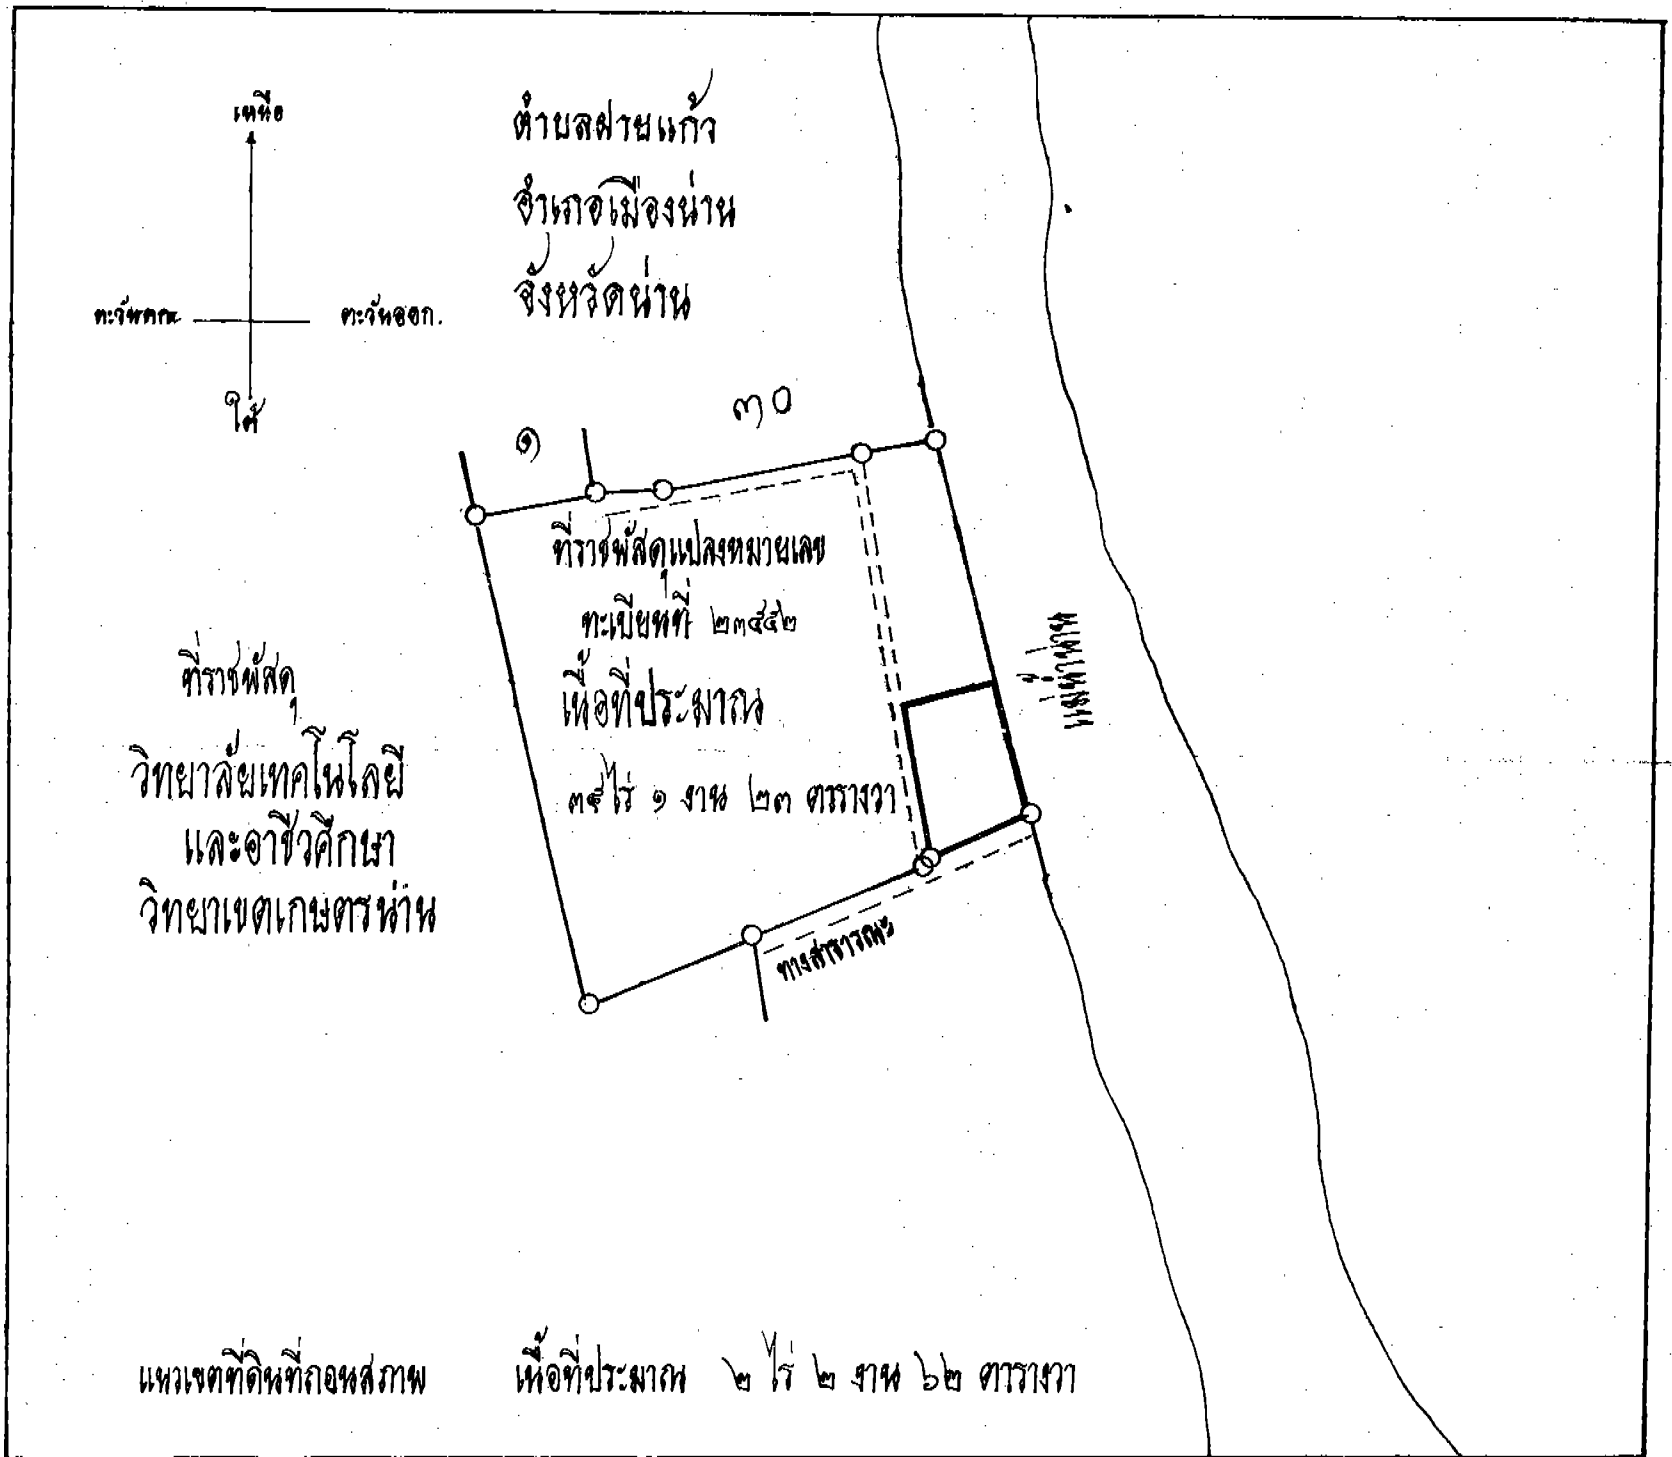 เหนือ
ตะวันตก
ตะวันออก.
ใต้
ตำบลฝายแก้ว
อำเภอเมืองน่าน
จังหวัดน่าน
๑
๓๐
ที่ราชพัสดุแปลงหมายเลข
ทะเบียนที่
เนื้อที่ประมาณ
ไร่ ๑ งาน ๒๓ ตารางวา
ที่ราชพัสดุ
วิทยาลัยเทคโนโลยี
และอาชีวศึกษา
วิทยาเขตเกษตรน่าน
แม่น้ำน่าน
ทางสาธารณะ
แนวเขตที่ดินที่ถอนสภาพ เนื้อที่ประมาณ ๒ ไร่ ๒ งาน ๖๒ ตารางวา